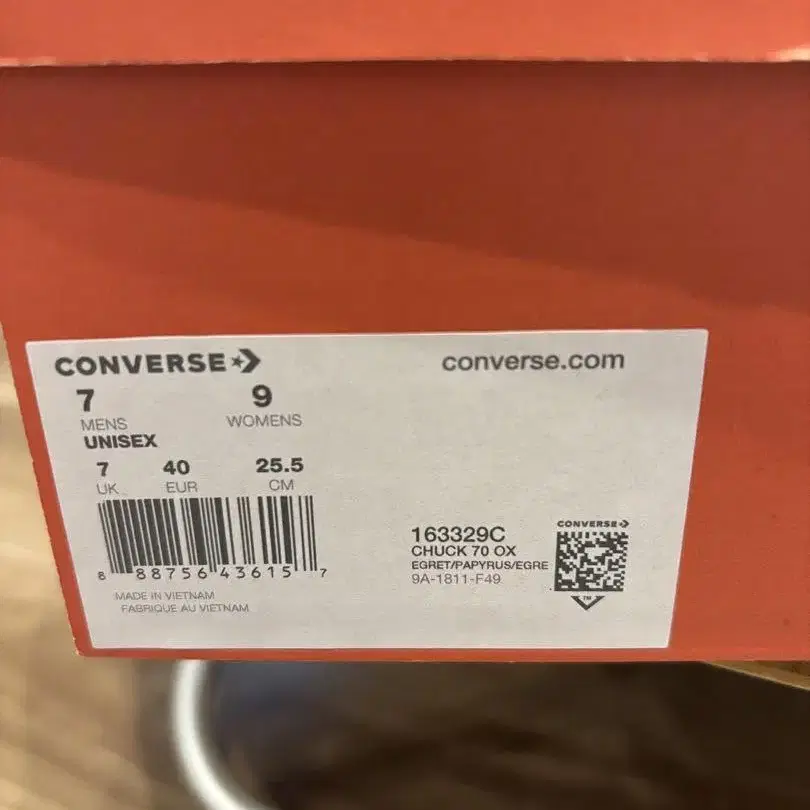 CONVERSE
converse.com
7 9
MENS WOMENS
UNISEX
7 40 25.5
UK EUR CM
8 88756 43615 7
MADE IN VIETNAM
FABRIQUE AU VIETNAM
163329C
CHUCK 70 OX
EGRET/PAPYRUS/EGRE
9A-1811-F49
CONVERSE
TM